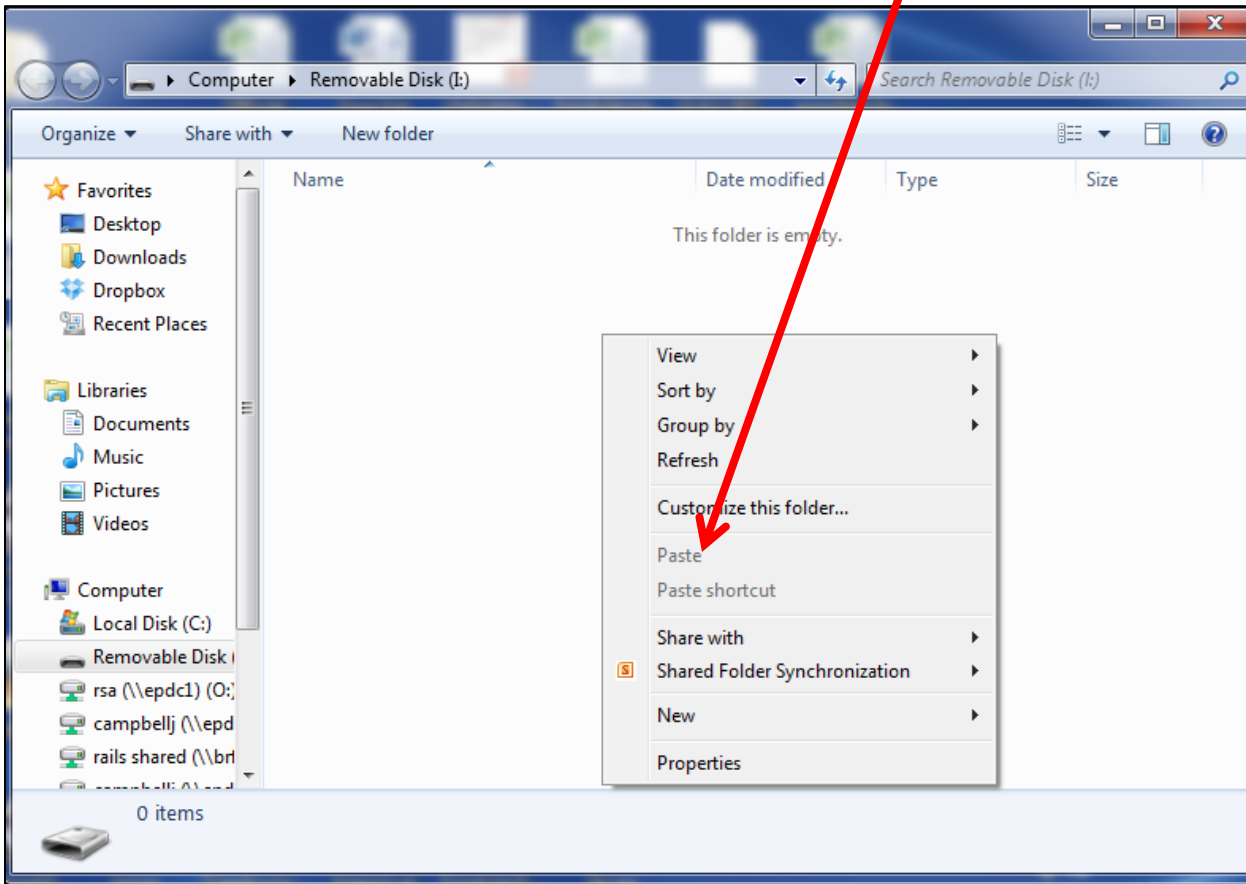 Computer Removable Disk (I:)
Search Removable Disk (I:)
Organize Share with New folder
Name Date modified Type Size
This folder is empty.
Favorites
Desktop
Downloads
Dropbox
Recent Places
Libraries
Documents
Music
Pictures
Videos
Computer
Local Disk (C:)
Removable Disk (
rsa (\\epdc1) (O:)
campbellj (\\epd
rails shared (\\brf
View
Sort by
Group by
Refresh
Customize this folder...
Paste
Paste shortcut
Share with
S
Shared Folder Synchronization
New
Properties
0 items